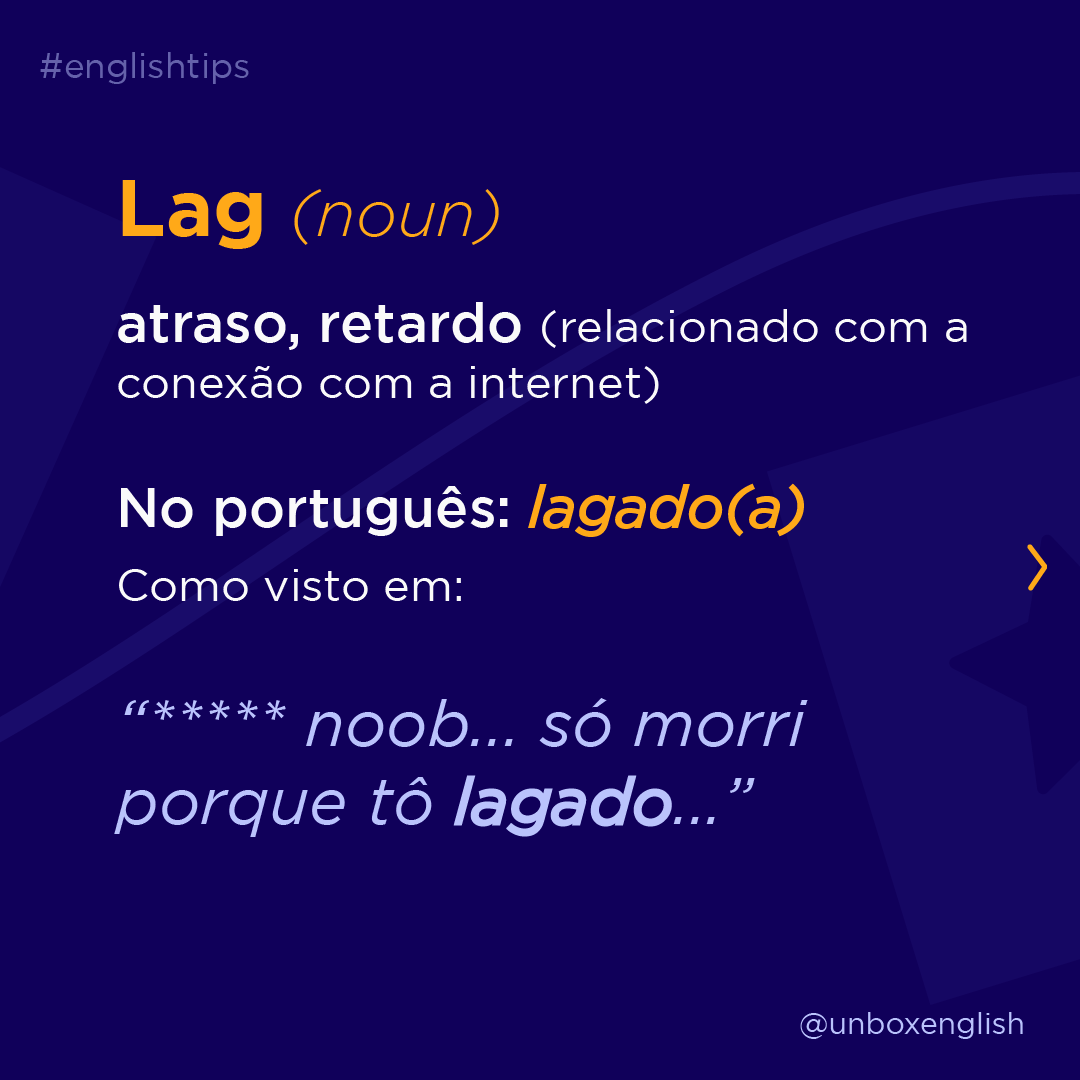 #englishtips
Lag (noun)
atraso, retardo (relacionado com a
conexão com a internet)
No português: lagado(a)
Como visto em:
“***** noob... só morri
porque tô lagado...”
@unboxenglish